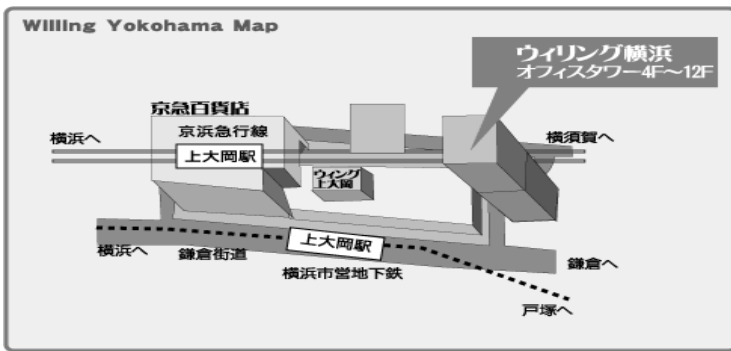 Willing Yokohama Map
ウィリング横浜
オフィスタワー4F～12F
京急百貨店
横浜へ
京浜急行線
横須賀へ
上大岡駅
ウィング
上大岡
上大岡駅
横浜へ
鎌倉街道
横浜市営地下鉄
鎌倉へ
戸塚へ